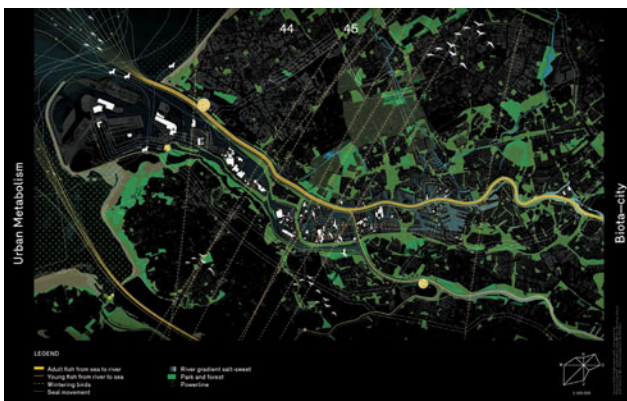 44
45
Urban Metabolism
Biota—city
LEGEND
Adult fish from sea to river
Young fish from river to sea
Wintering birds
Seal movement
River gradient salt-sweet
Park and forest
Powerline